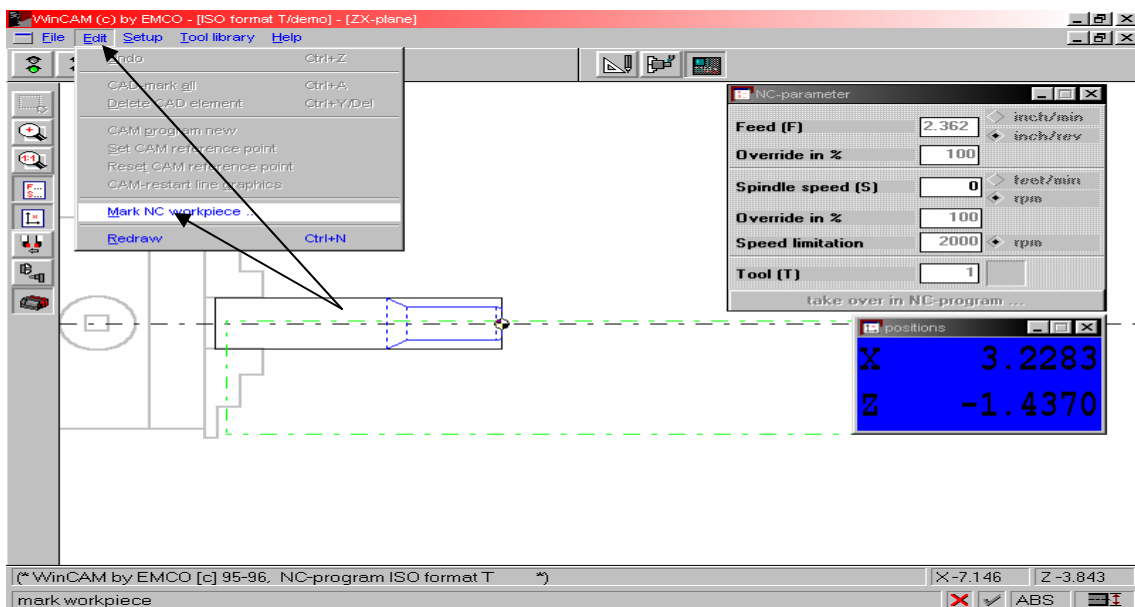 WinCAM (c) by EMCO - [ISO format T/demo] - [ZX-plane]
File Edit Setup Tool library Help
Undo Ctrl+Z
CAD-mark all Ctrl+A
Delete CAD element Ctrl+Y/Del
CAM program new
Set CAM reference point
Reset CAM reference point
CAM-restart line graphics
Mark NC workpiece ...
Redraw Ctrl+N
1:1
F...
S...
NC-parameter
Feed (F) 2.362 inch/min
inch/rev
Override in % 100
Spindle speed (S) 0 feet/min
rpm
Override in % 100
Speed limitation 2000 rpm
Tool (T) 1
take over in NC-program ...
positions
X 3.2283
Z -1.4370
(* WinCAM by EMCO [c] 95-96, NC-program ISO format T *) X -7.146 Z -3.843
mark workpiece ABS